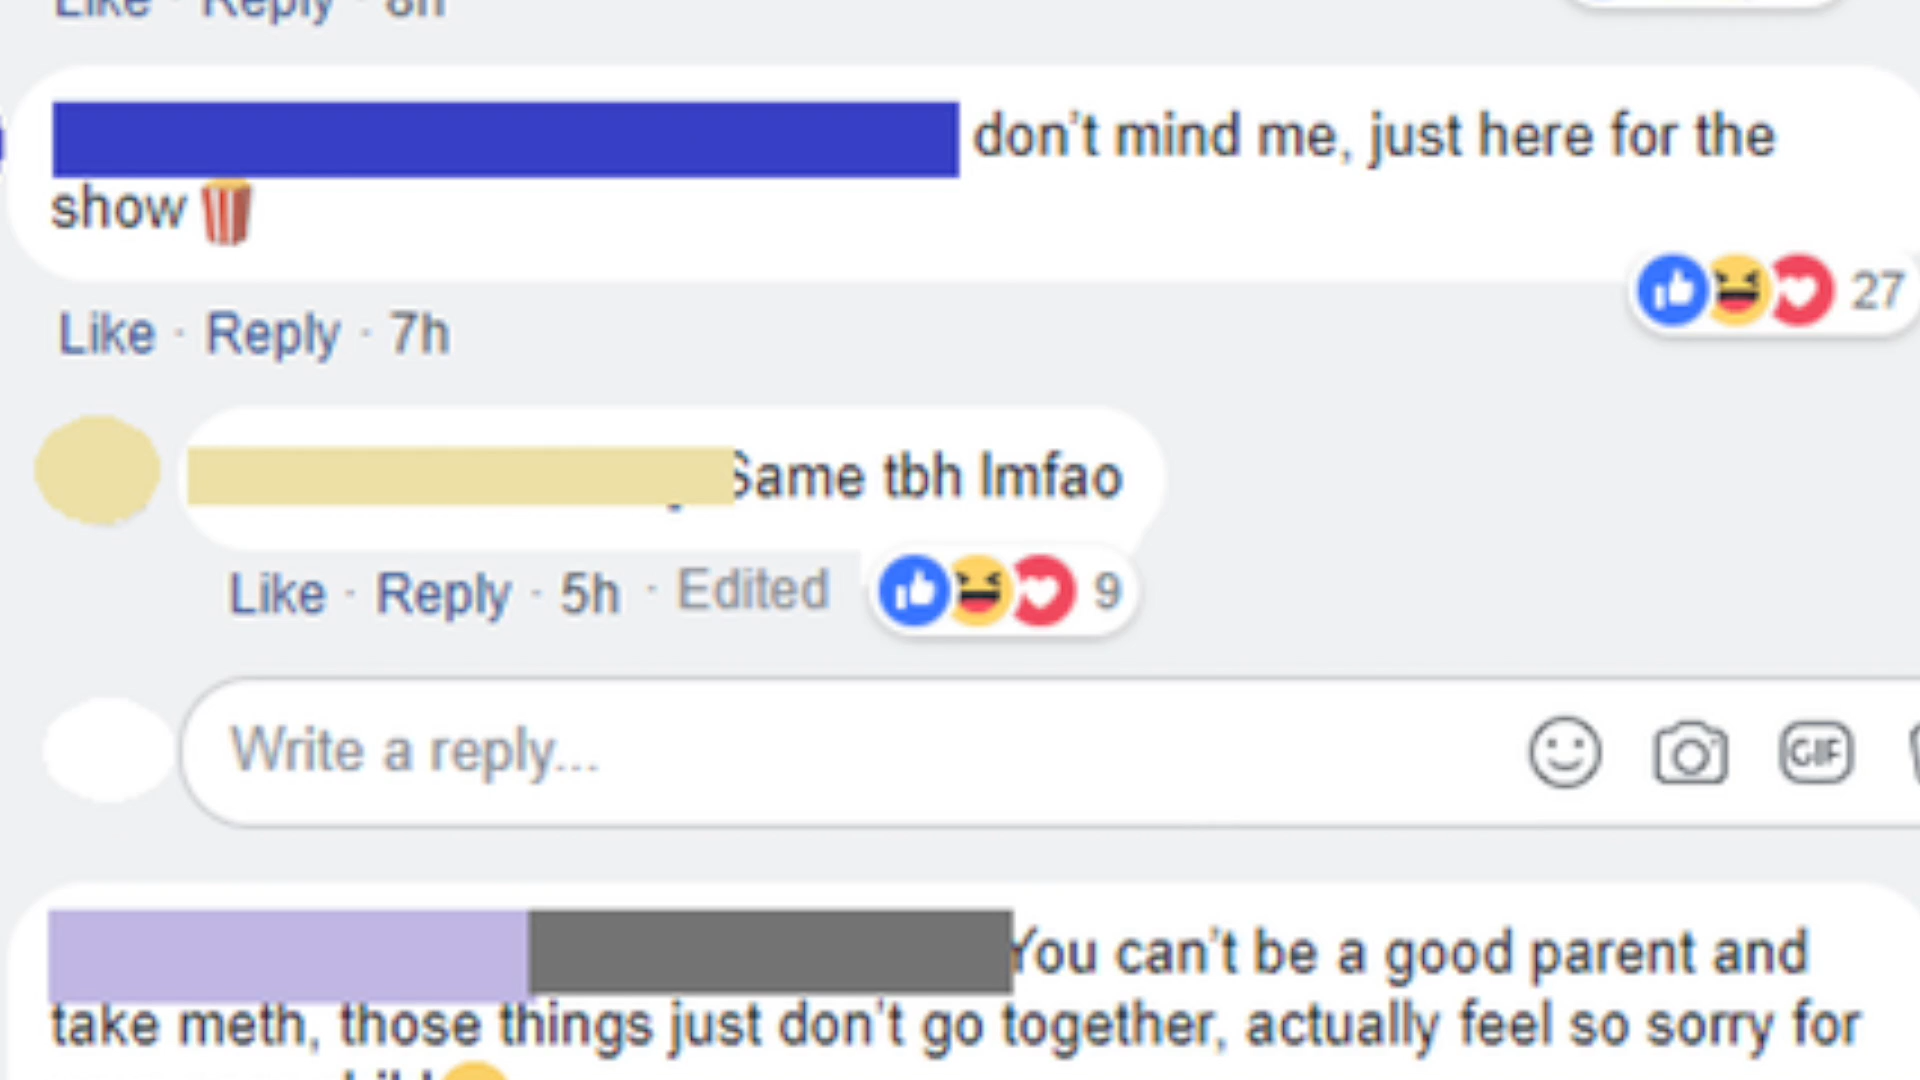 Like · Reply · 8h
don't mind me, just here for the
show
27
Like · Reply · 7h
Same tbh lmfao
Like · Reply · 5h · Edited
9
Write a reply...
GIF
You can't be a good parent and
take meth, those things just don't go together, actually feel so sorry for